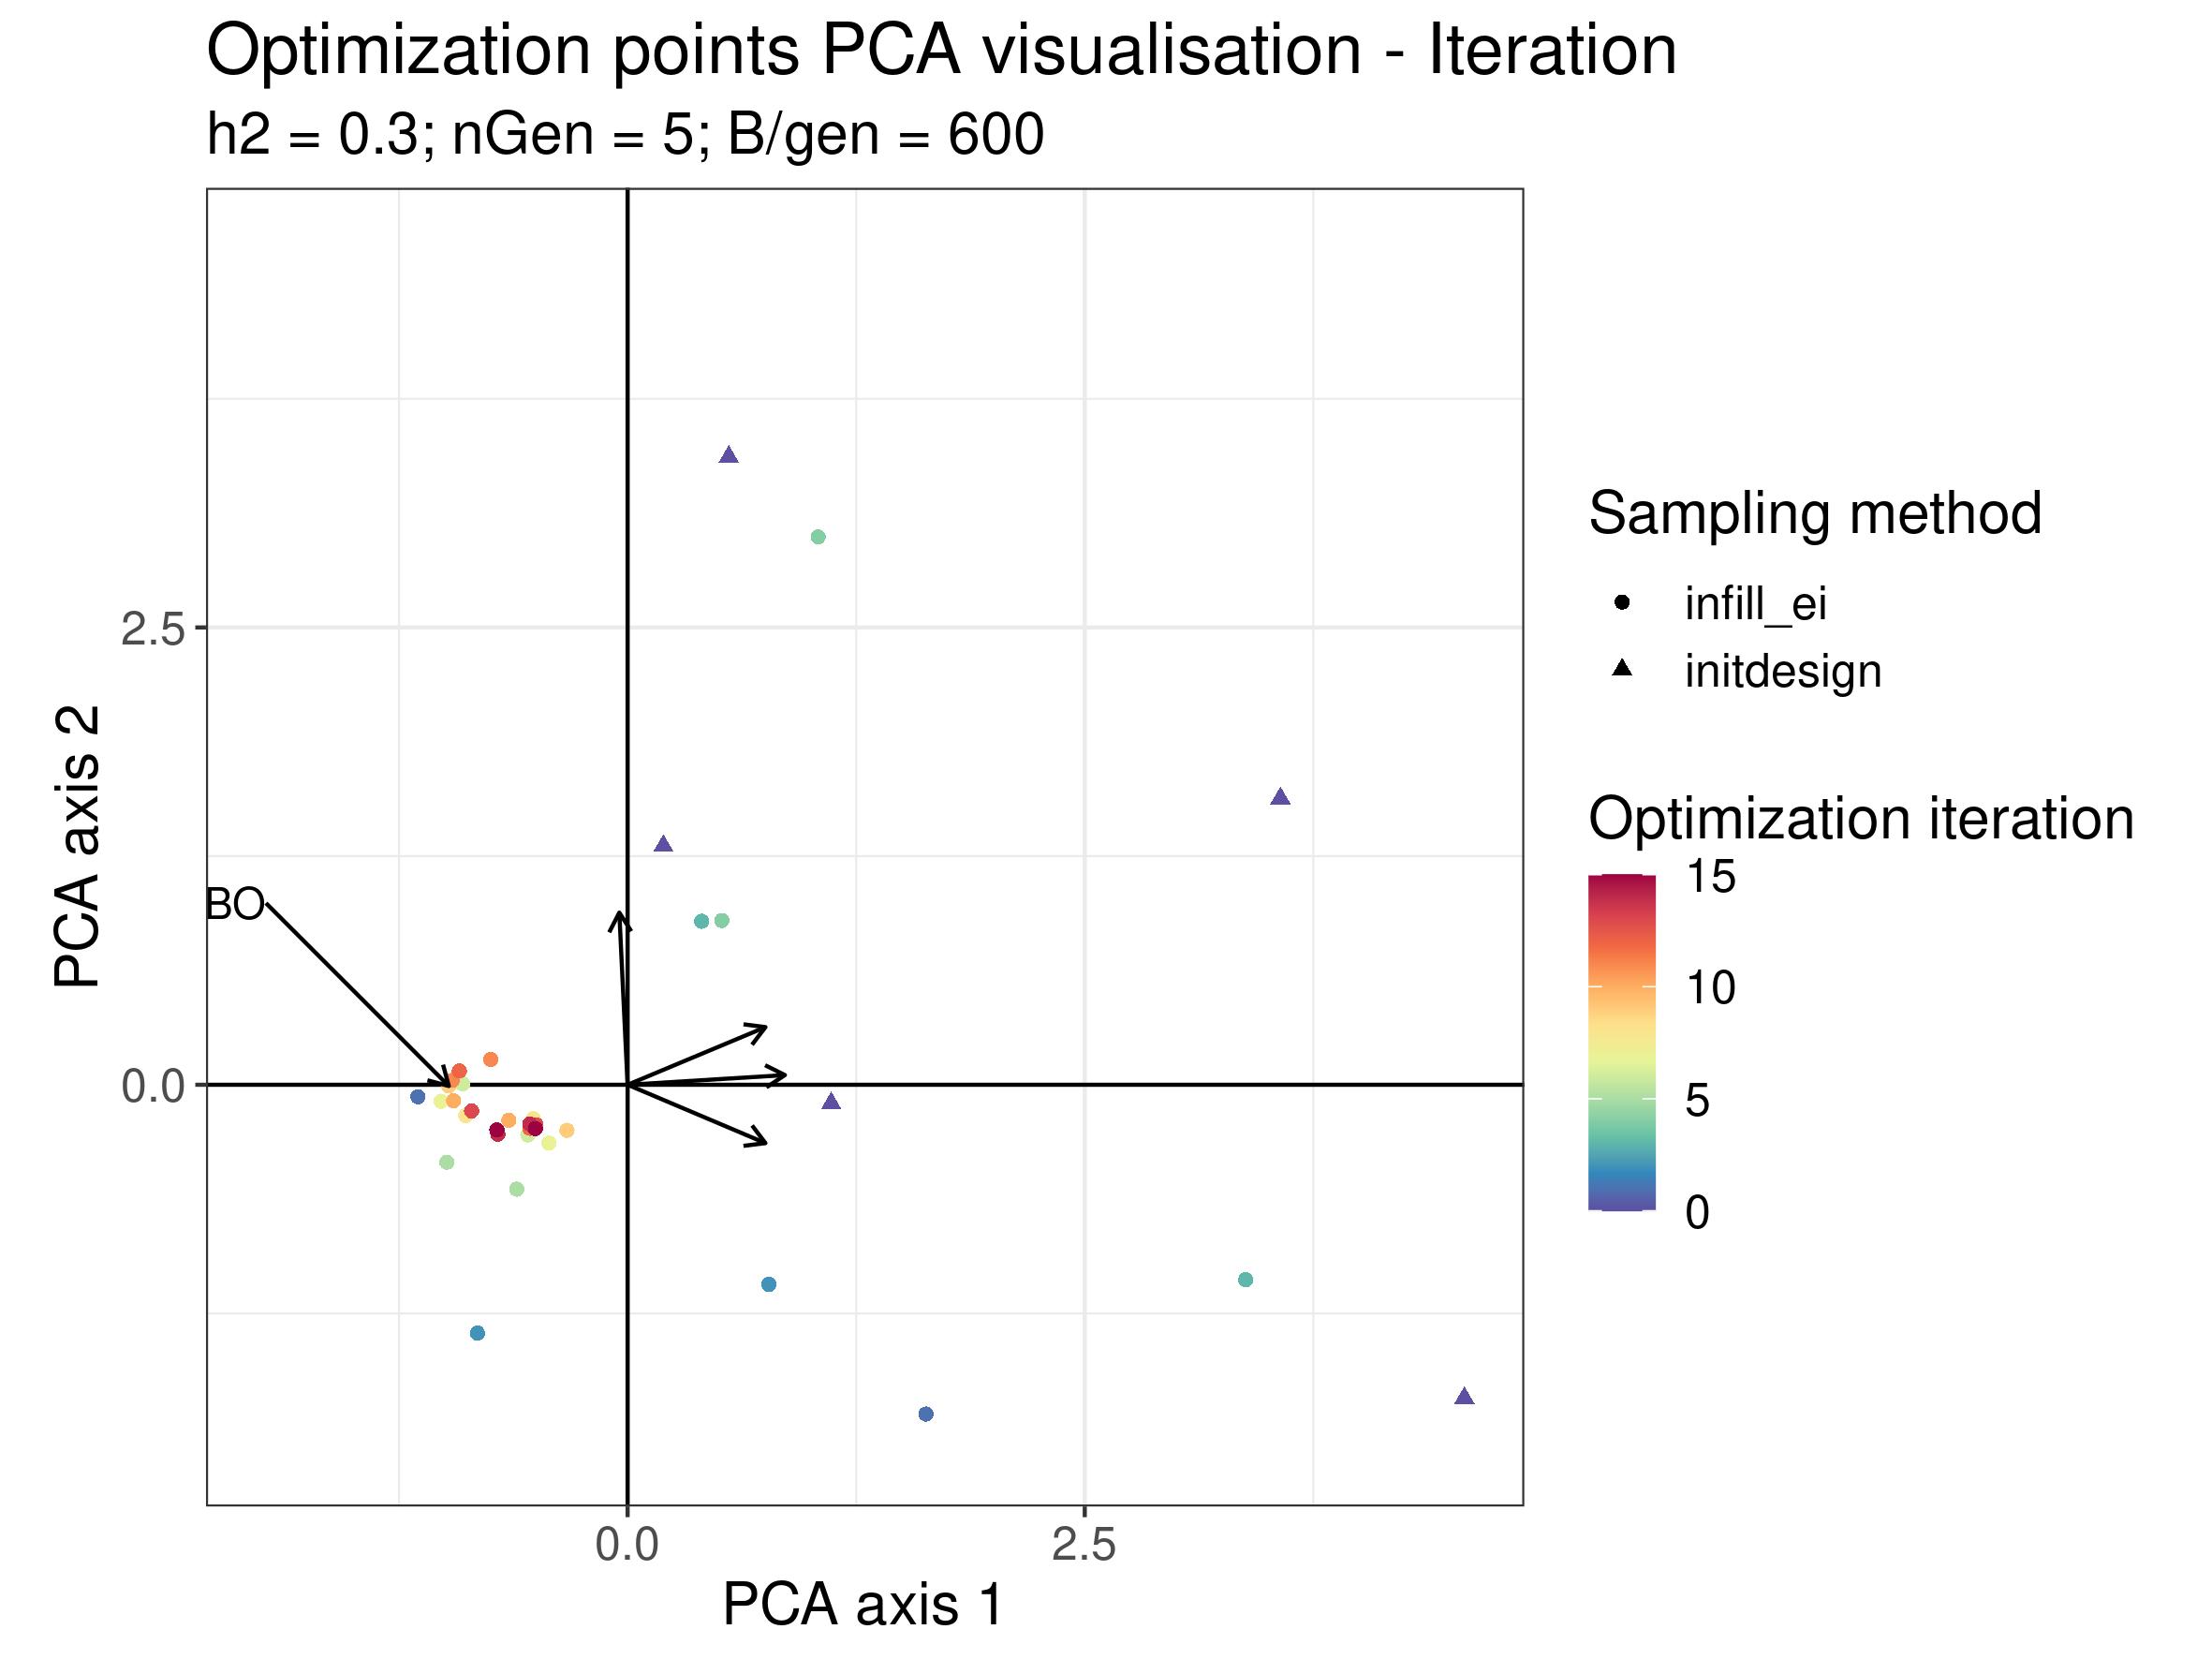 Optimization points PCA visualisation - Iteration
h2 = 0.3; nGen = 5; B/gen = 600
PCA axis 2
2.5
0.0
BO
0.0
2.5
PCA axis 1
Sampling method
infill_ei
initdesign
Optimization iteration
15
10
5
0